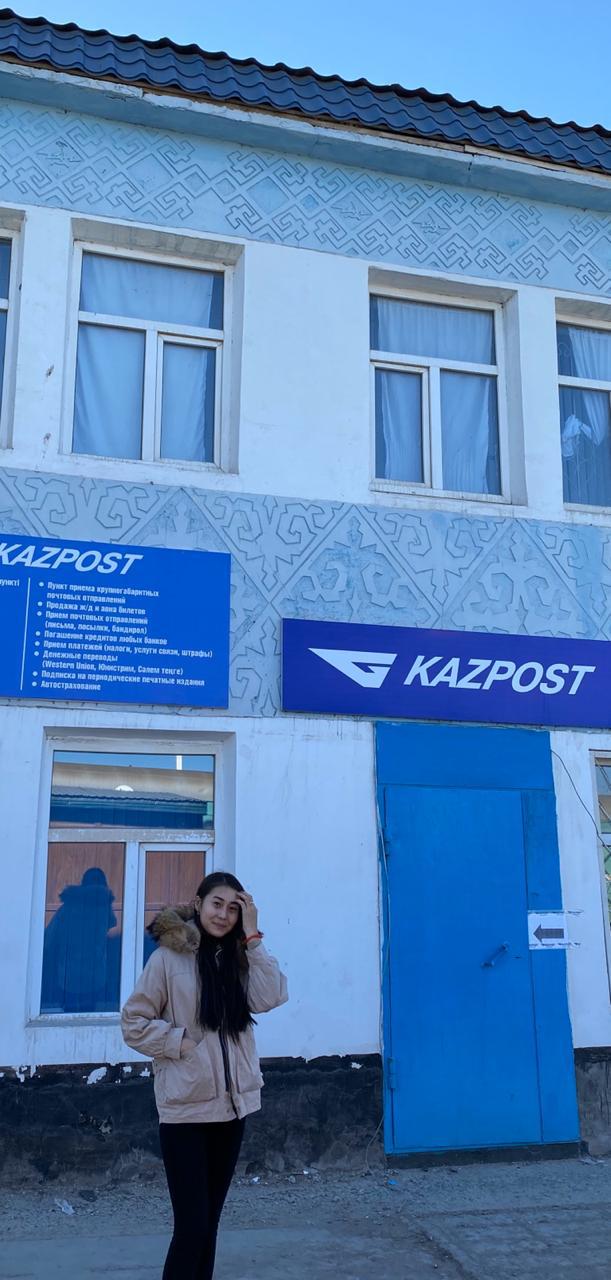 KAZPOST
Пункт приема крупногабаритных
почтовых отправлений
Продажа ж/д и авиа билетов
Прием почтовых отправлений
(письма, посылки, бандирол)
Погашение кредитов любых банков
Прием платежей (налоги, услуги связи, штрафы)
Денежные переводы
(Western Union, Юнистрим, Сәлем теңге)
Подписка на периодические печатные издания
Автострахование
KAZPOST